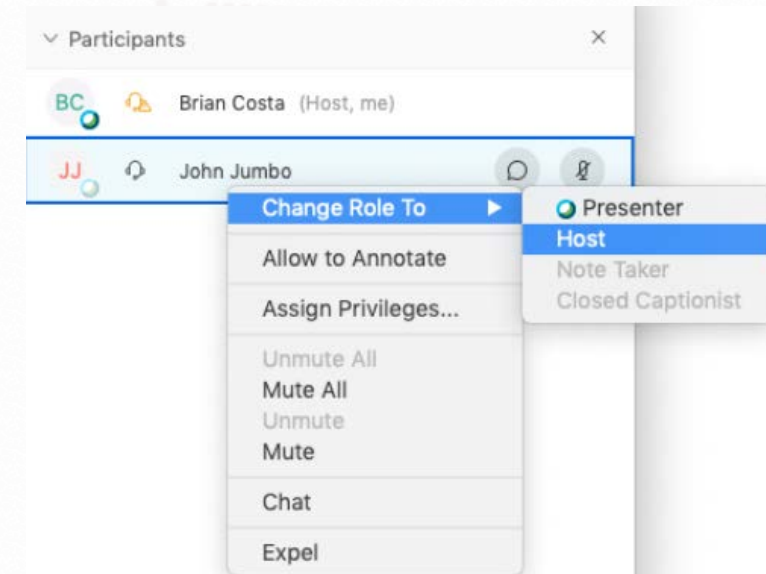 Participants
BC Brian Costa (Host, me)
JJ John Jumbo
Change Role To
Presenter
Host
Note Taker
Closed Captionist
Allow to Annotate
Assign Privileges...
Unmute All
Mute All
Unmute
Mute
Chat
Expel